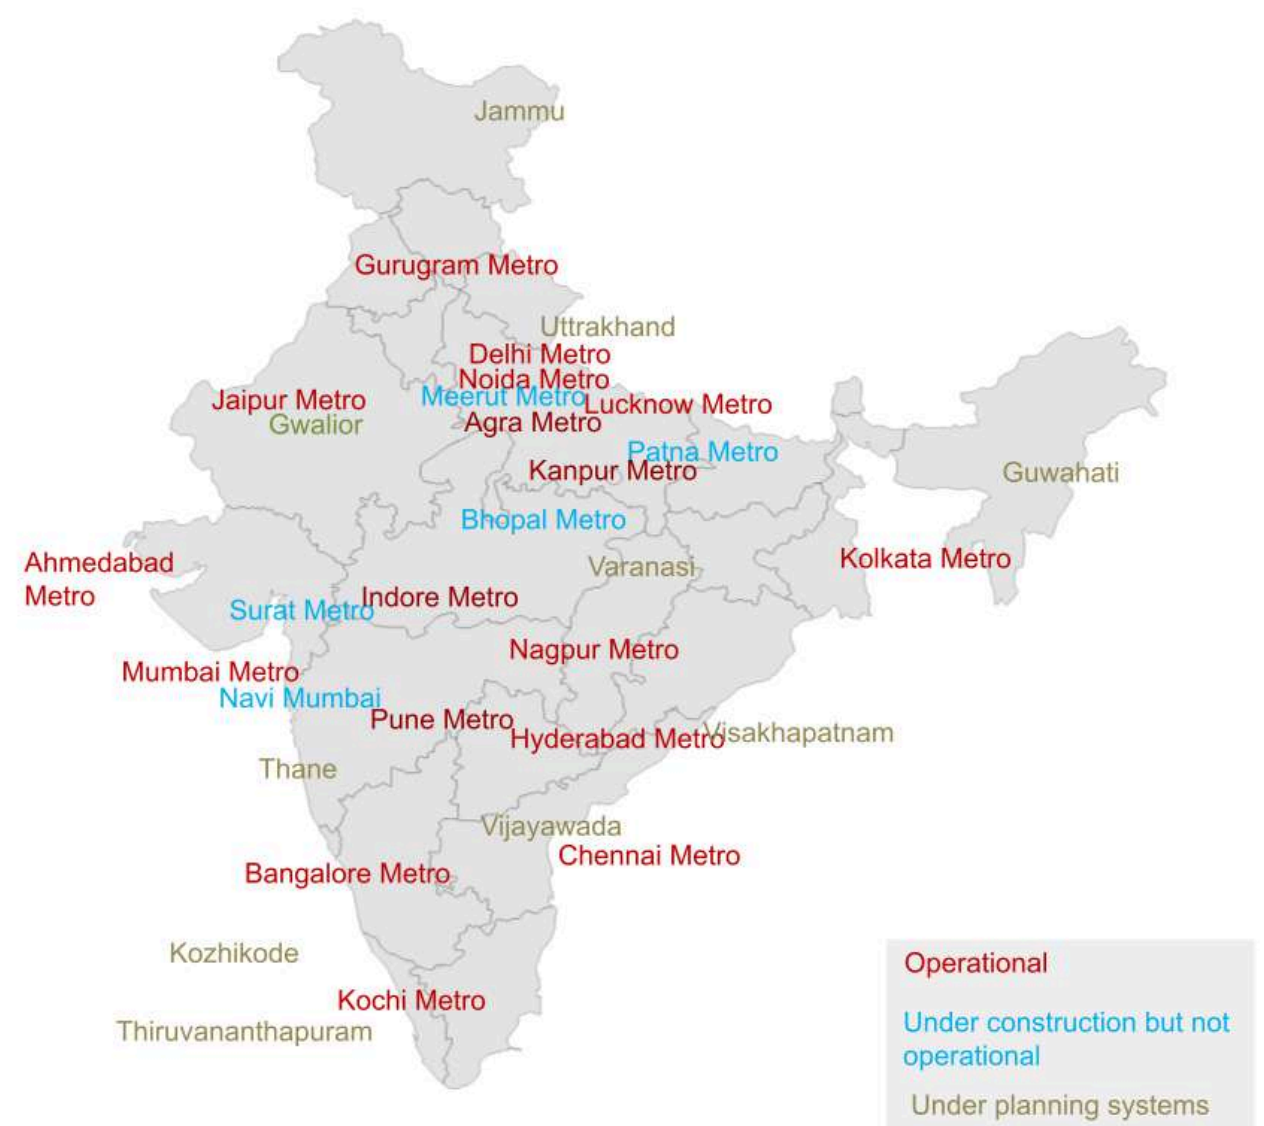 Jammu
Gurugram Metro
Uttrakhand
Delhi Metro
Noida Metro
Meerut Metro
Jaipur Metro
Lucknow Metro
Gwalior
Agra Metro
Patna Metro
Kanpur Metro
Guwahati
Bhopal Metro
Ahmedabad
Metro
Varanasi
Kolkata Metro
Surat Metro
Indore Metro
Nagpur Metro
Mumbai Metro
Navi Mumbai
Pune Metro
Hyderabad Metro
Visakhapatnam
Thane
Vijayawada
Chennai Metro
Bangalore Metro
Kozhikode
Kochi Metro
Thiruvananthapuram
Operational
Under construction but not
operational
Under planning systems